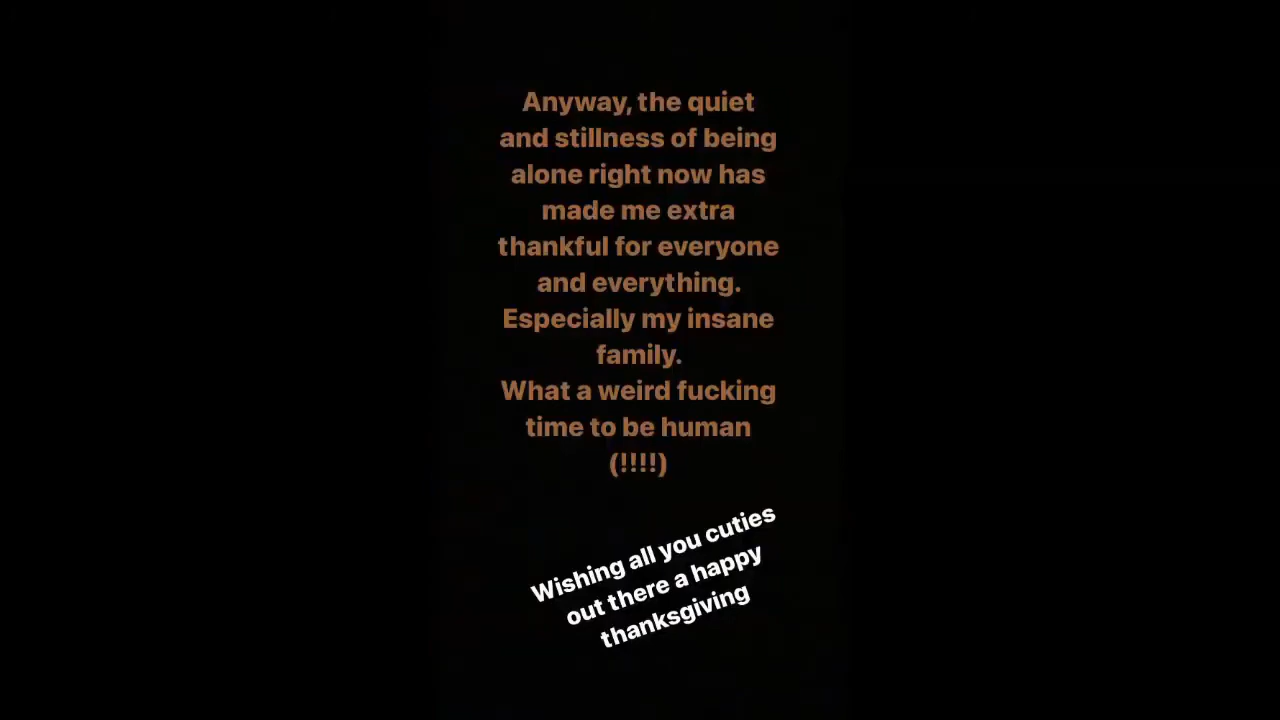 Anyway, the quiet
and stillness of being
alone right now has
made me extra
thankful for everyone
and everything.
Especially my insane
family.
What a weird fucking
time to be human
(!!!!)
Wishing all you cuties
out there a happy
thanksgiving